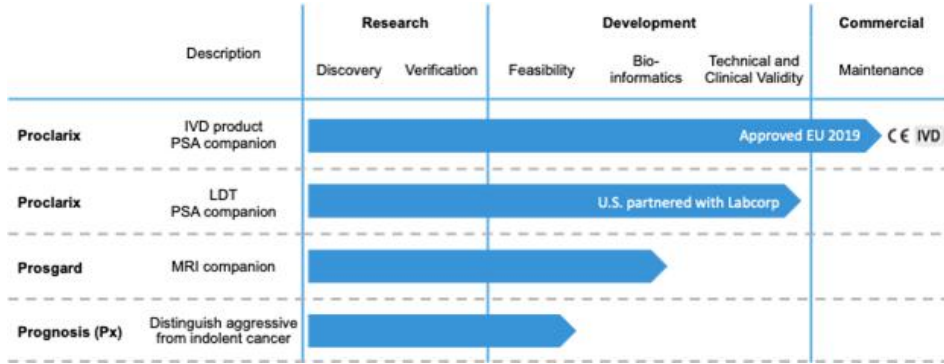 Research
Development
Commercial
Description
Discovery
Verification
Feasibility
Bio-
informatics
Technical and
Clinical Validity
Maintenance
Proclarix
IVD product
PSA companion
Approved EU 2019
CE IVD
Proclarix
LDT
PSA companion
U.S. partnered with Labcorp
Prosgard
MRI companion
Prognosis (Px)
Distinguish aggressive
from indolent cancer